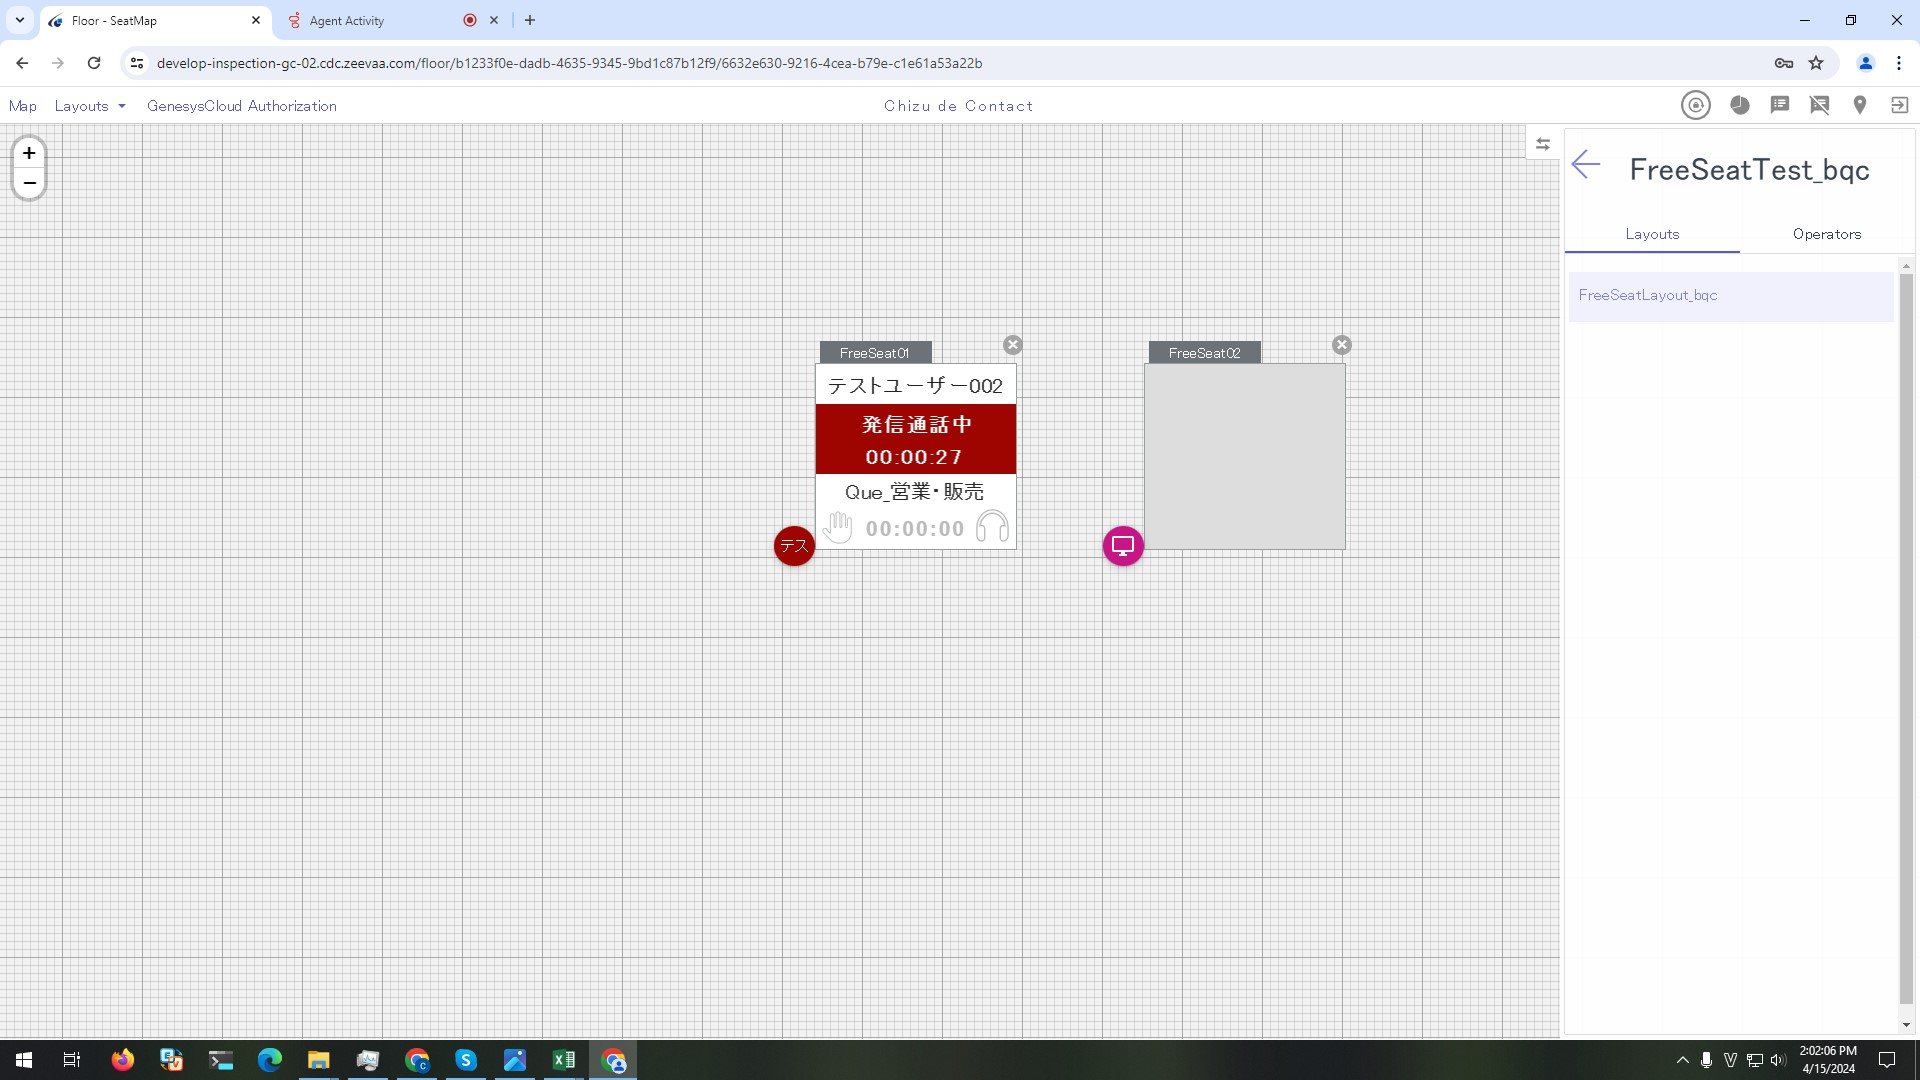 Floor - SeatMap
Agent Activity
develop-inspection-gc-02.cdc.zeevaa.com/floor/b1233f0e-dadb-4635-9345-9bd1c87b12f9/6632e630-9216-4cea-b79e-c1e61a53a22b
Map Layouts GenesysCloud Authorization
Chizu de Contact
+
−
FreeSeatTest_bqc
Layouts Operators
FreeSeatLayout_bqc
FreeSeat01
テストユーザー002
発信通話中
00:00:27
Que_営業・販売
00:00:00
テス
FreeSeat02
2:02:06 PM
4/15/2024